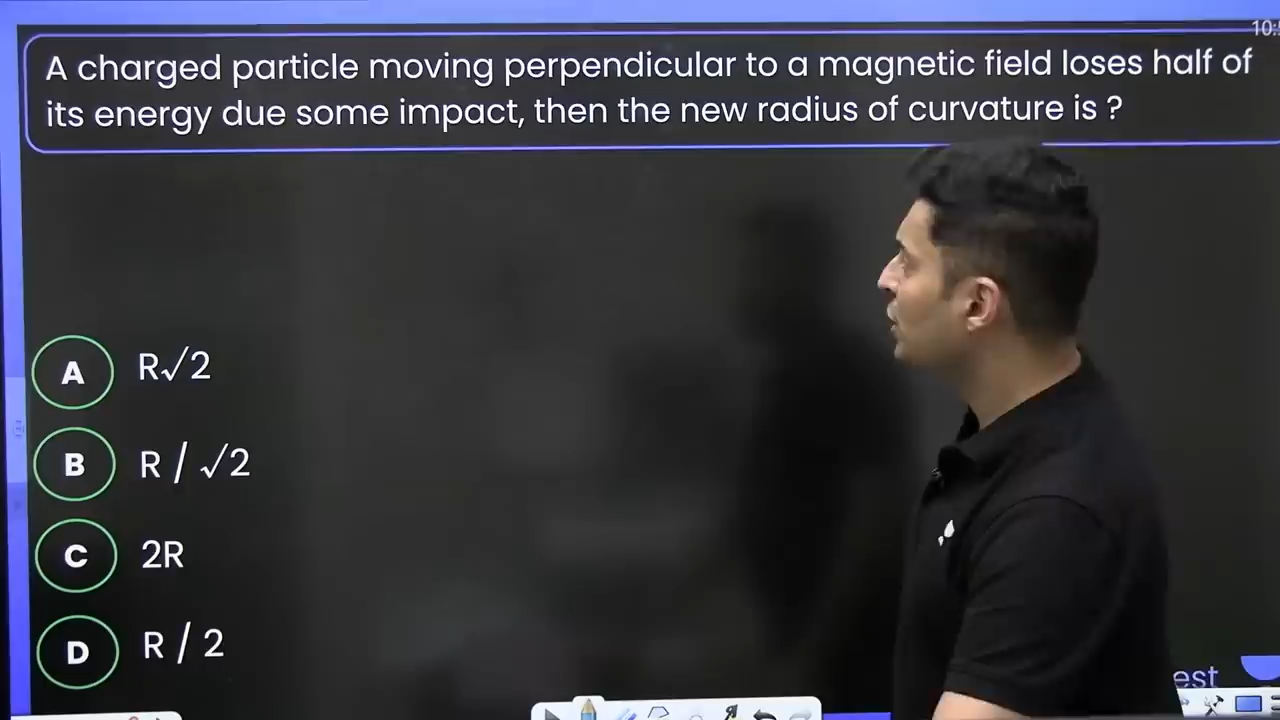 A charged particle moving perpendicular to a magnetic field loses half of
its energy due some impact, then the new radius of curvature is ?
A R√2
B R / √2
C 2R
D R / 2
est